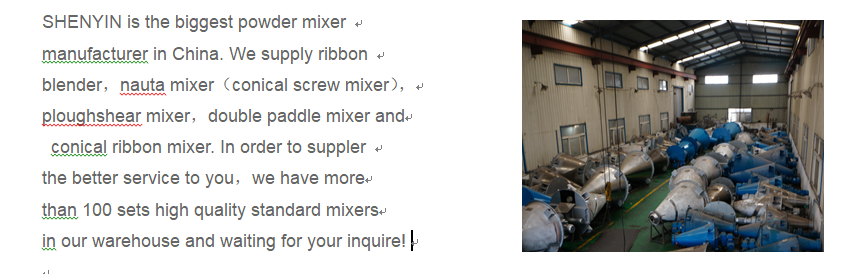 SHENYIN is the biggest powder mixer
manufacturer in China. We supply ribbon
blender，nauta mixer（conical screw mixer），
ploughshear mixer，double paddle mixer and
conical ribbon mixer. In order to suppler
the better service to you，we have more
than 100 sets high quality standard mixers
in our warehouse and waiting for your inquire!